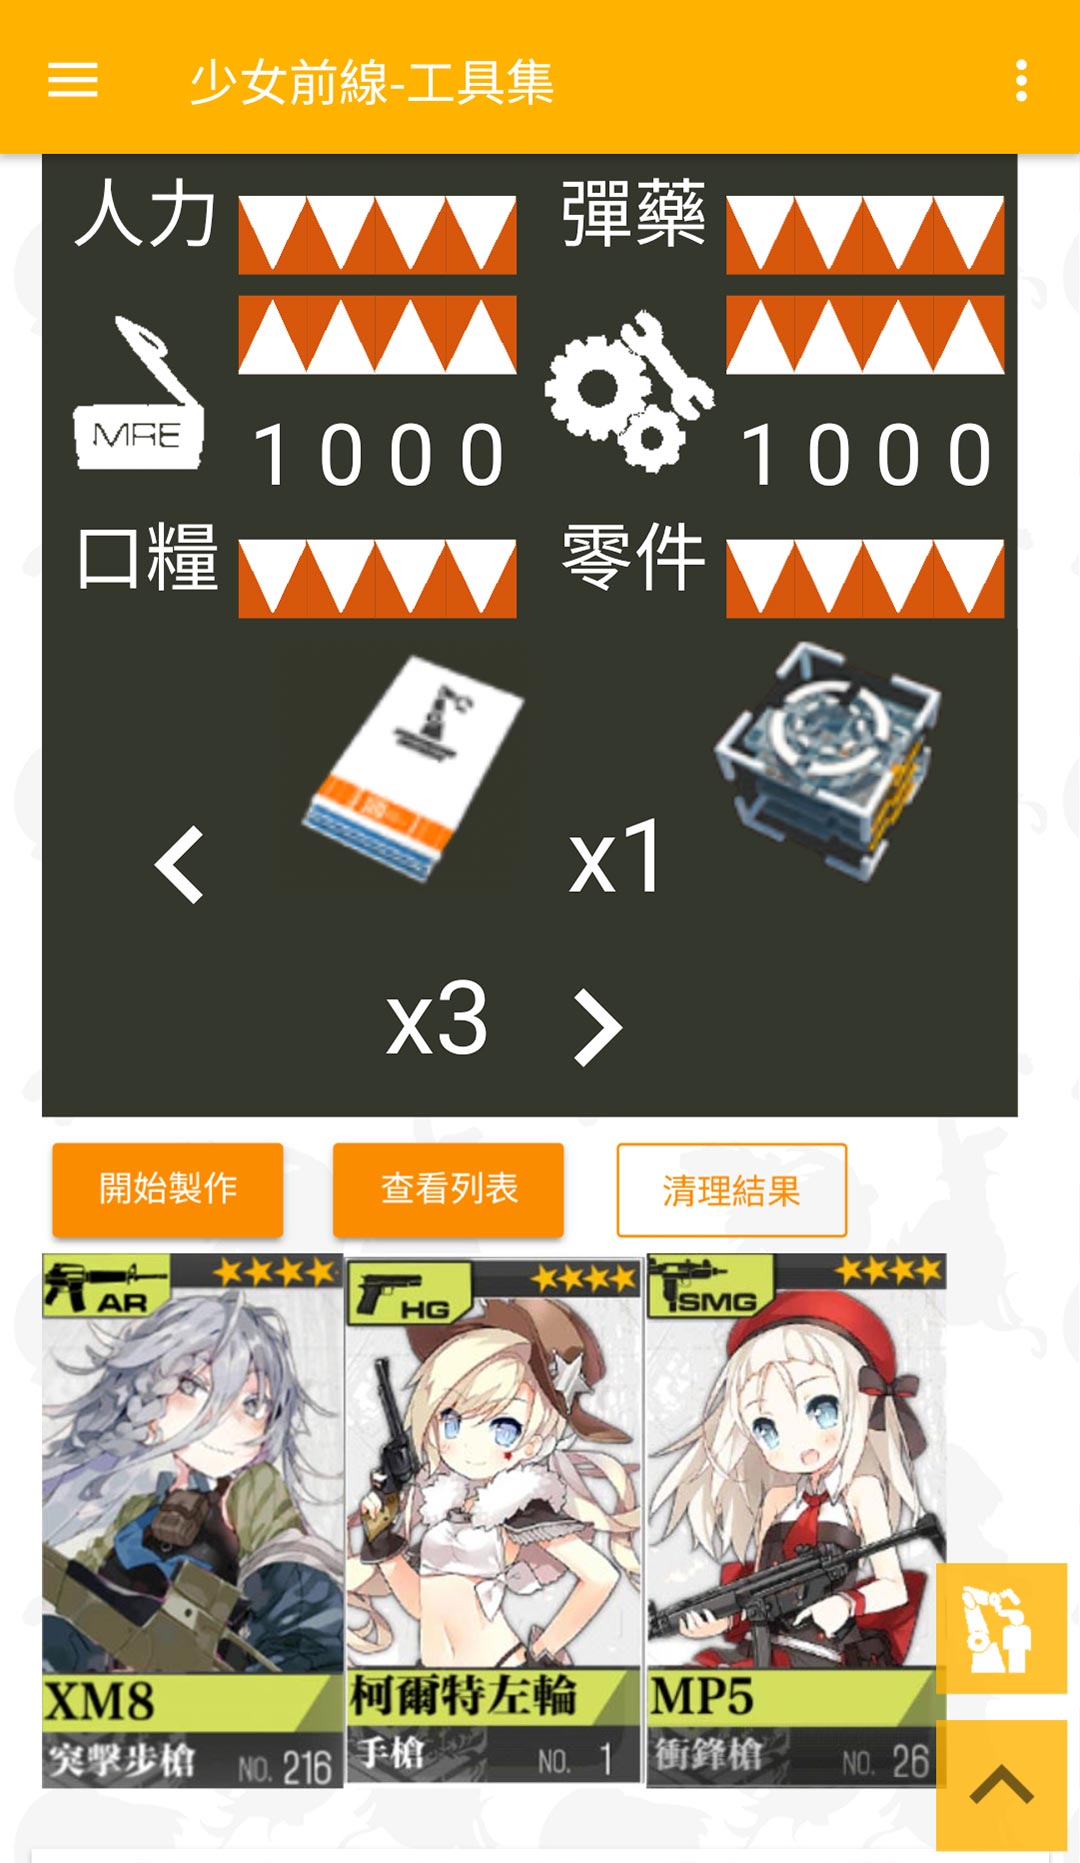 少女前線-工具集
人力
彈藥
MRE
1000
1000
口糧
零件
x1
x3
開始製作
查看列表
清理結果
AR
HG
SMG
XM8
柯爾特左輪
MP5
突擊步槍 NO. 216
手槍 NO. 1
衝鋒槍 NO. 26